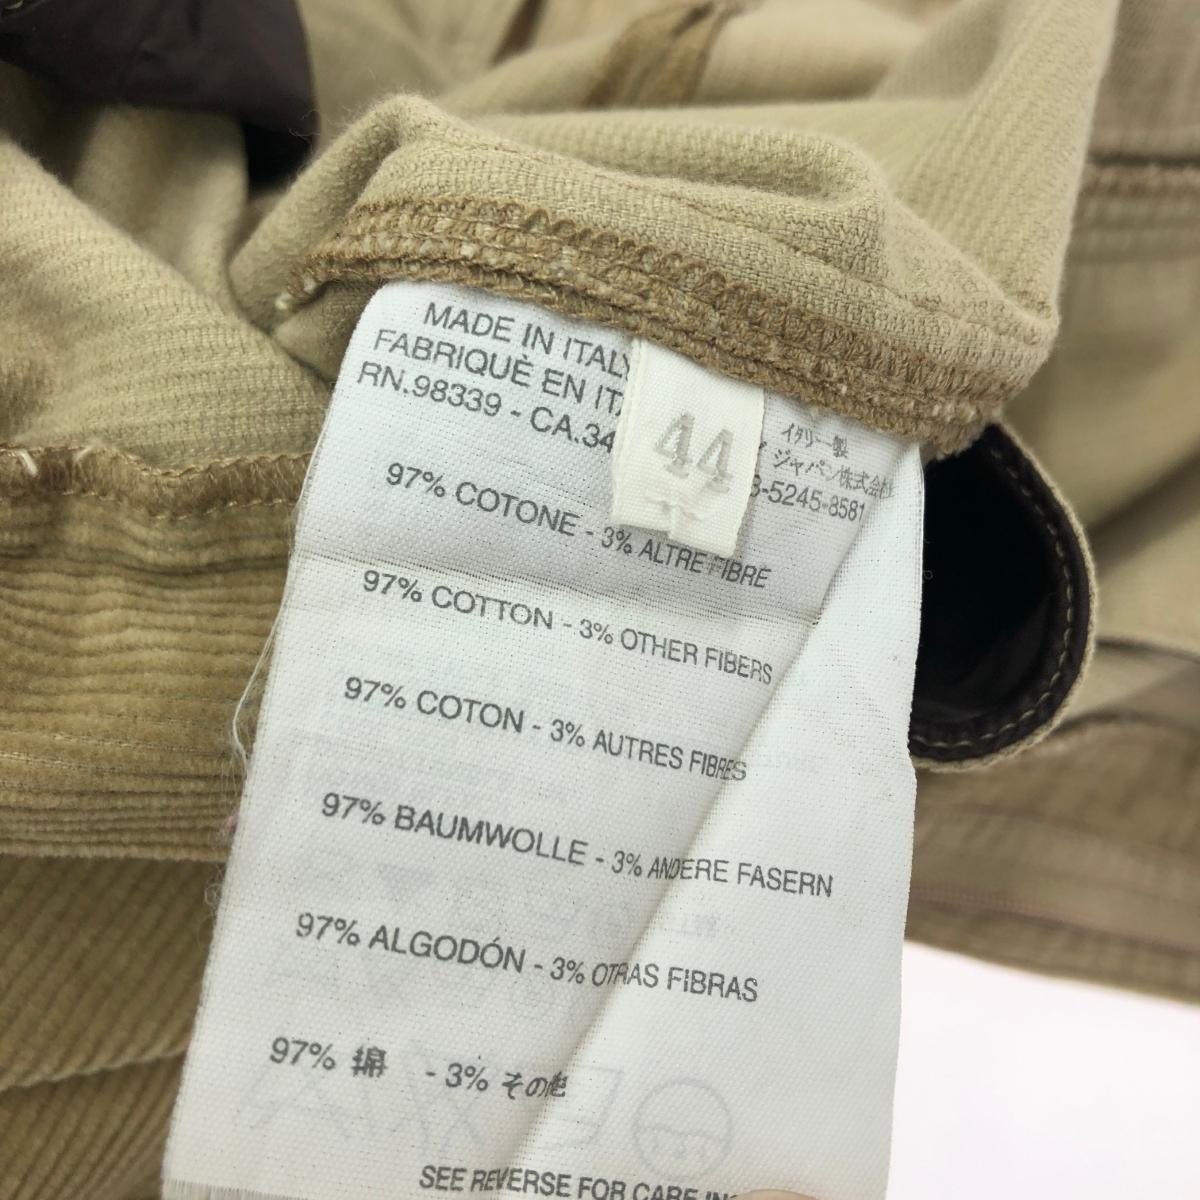 MADE IN ITALY
FABRIQUÈ EN
RN.98339 - CA.34
44
イタリー製
ジャパン株式会社
3-5245-8581
97% COTONE - 3% ALTRE FIBRE
97% COTTON - 3% OTHER FIBERS
97% COTON - 3% AUTRES FIBRES
97% BAUMWOLLE - 3% ANDERE FASERN
97% ALGODÓN - 3% OTRAS FIBRAS
97% 綿 - 3% その他
SEE REVERSE FOR CARE